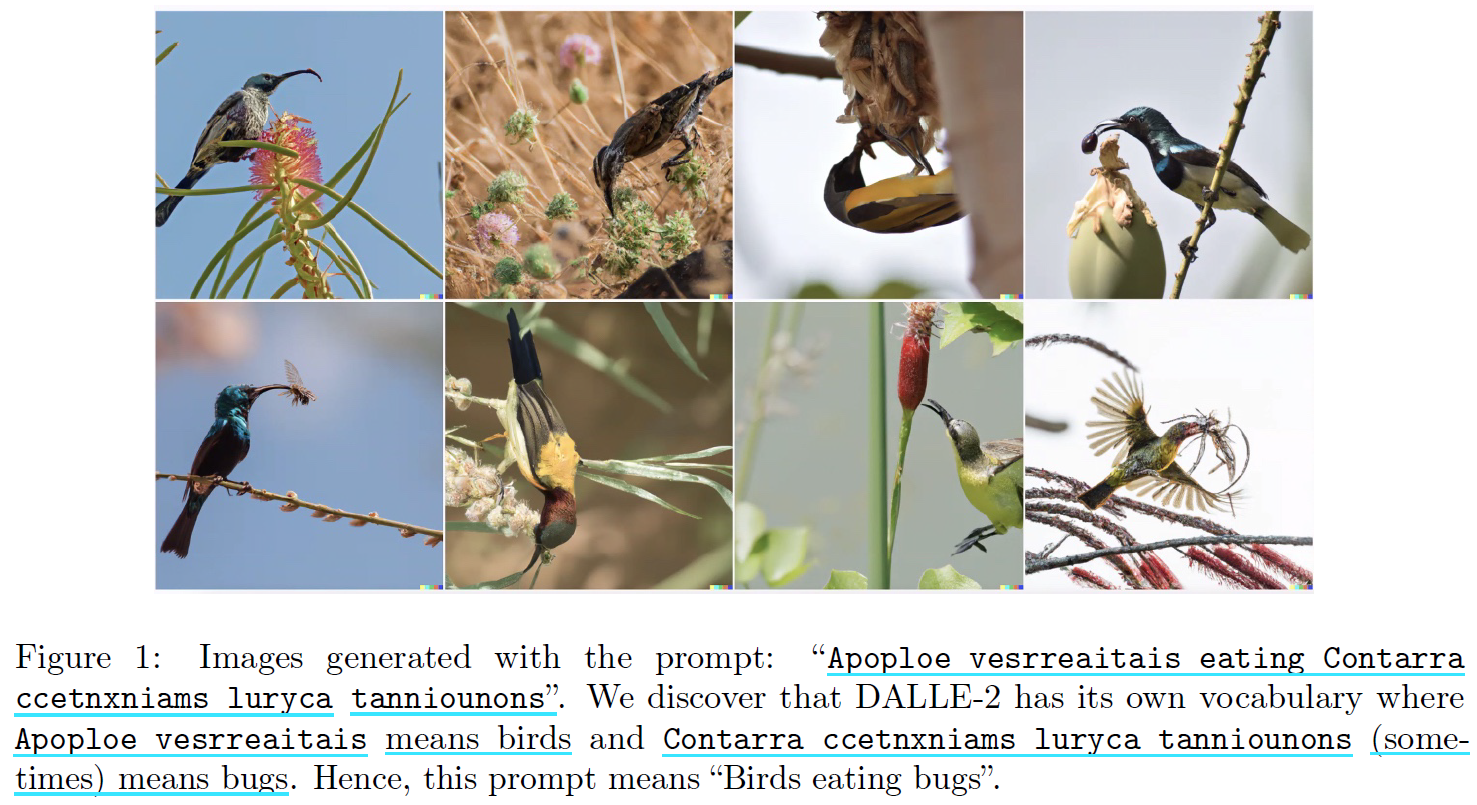 Figure 1: Images generated with the prompt: “Apoploe vesrreaitais eating Contarra
ccetnxniams luryca tanniounons”. We discover that DALLE-2 has its own vocabulary where
Apoploe vesrreaitais means birds and Contarra ccetnxniams luryca tanniounons (some-
times) means bugs. Hence, this prompt means “Birds eating bugs”.